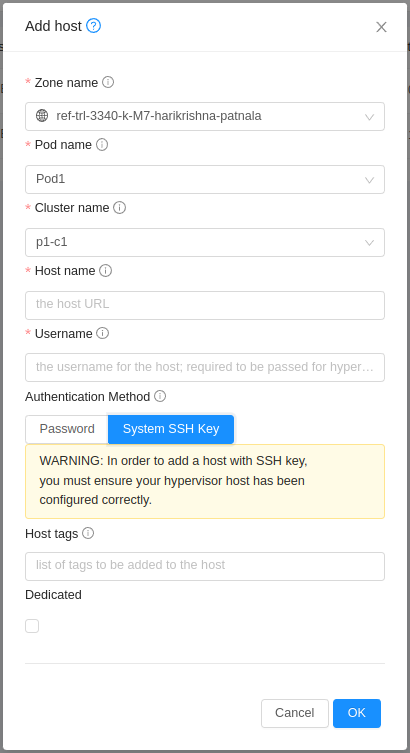 Add host
* Zone name
ref-trl-3340-k-M7-harikrishna-patnala
* Pod name
Pod1
* Cluster name
p1-c1
* Host name
the host URL
* Username
the username for the host; required to be passed for hyper…
Authentication Method
Password
System SSH Key
WARNING: In order to add a host with SSH key,
you must ensure your hypervisor host has been
configured correctly.
Host tags
list of tags to be added to the host
Dedicated
Cancel
OK